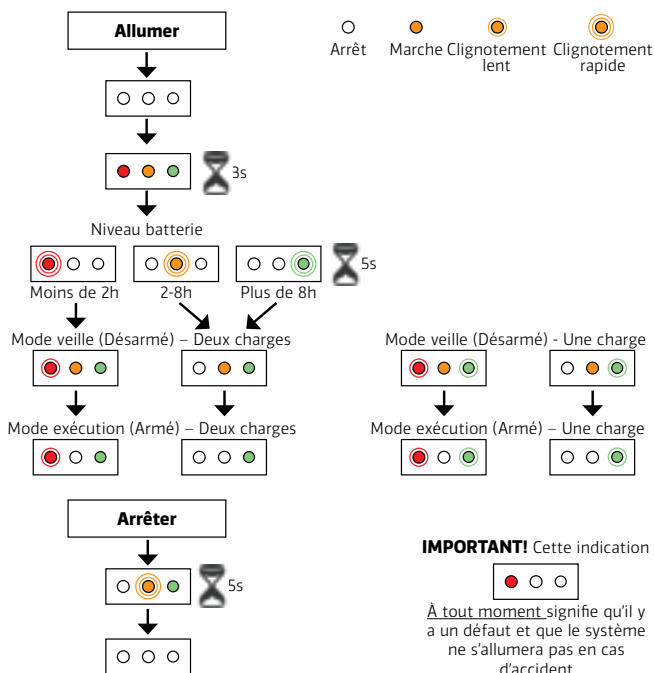 Allumer
Arrêt
Marche
Clignotement
lent
Clignotement
rapide
3s
Niveau batterie
5s
Moins de 2h
2-8h
Plus de 8h
Mode veille (Désarmé) – Deux charges
Mode exécution (Armé) – Deux charges
Mode veille (Désarmé) - Une charge
Mode exécution (Armé) – Une charge
Arrêter
5s
IMPORTANT! Cette indication
À tout moment signifie qu'il y
a un défaut et que le système
ne s'allumera pas en cas
d'accident